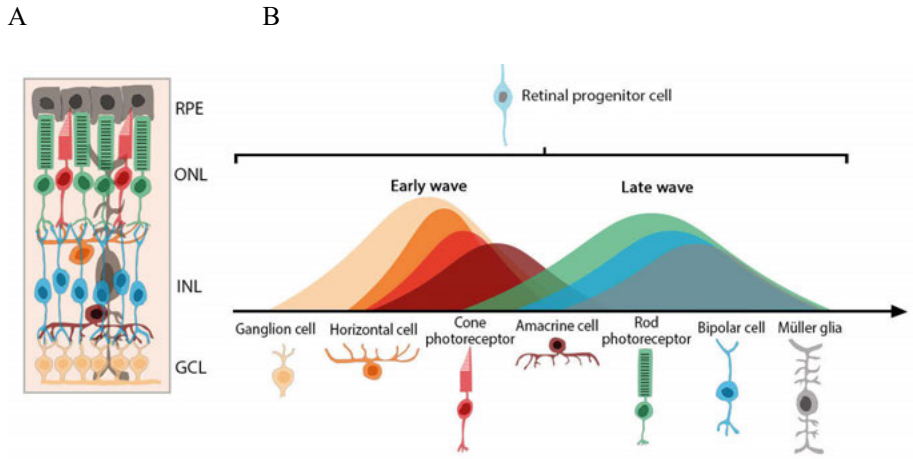 A
B
RPE
ONL
INL
GCL
Retinal progenitor cell
Early wave
Late wave
Ganglion cell
Horizontal cell
Cone
photoreceptor
Amacrine cell
Rod
photoreceptor
Bipolar cell
Müller glia